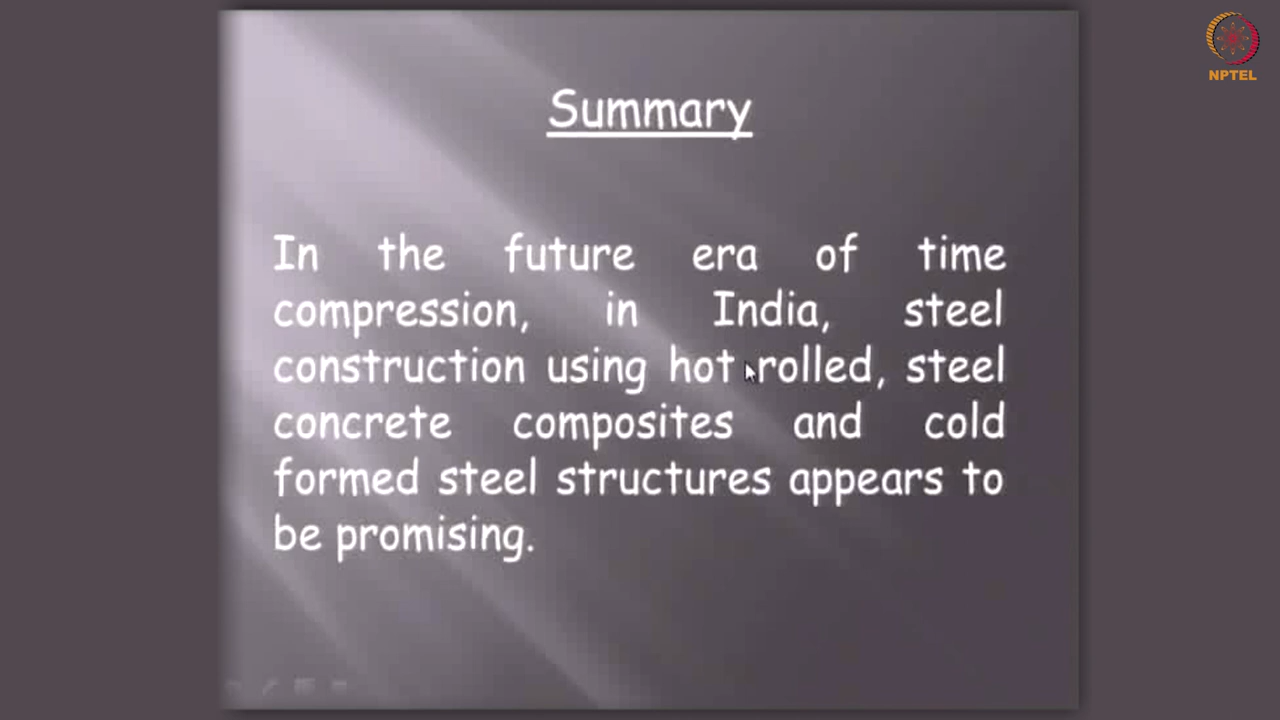 NPTEL
Summary
In the future era of time
compression, in India, steel
construction using hot rolled, steel
concrete composites and cold
formed steel structures appears to
be promising.